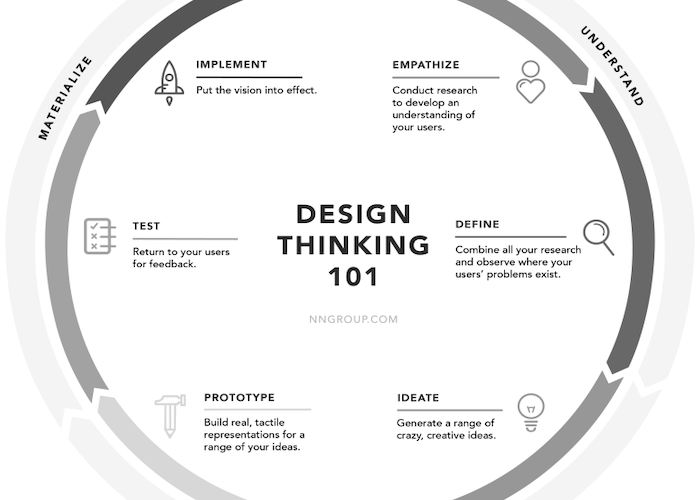 MATERIALIZE
UNDERSTAND
IMPLEMENT
Put the vision into effect.
EMPATHIZE
Conduct research
to develop an
understanding of
your users.
DESIGN
THINKING
101
NNGROUP.COM
TEST
Return to your users
for feedback.
DEFINE
Combine all your research
and observe where your
users' problems exist.
PROTOTYPE
Build real, tactile
representations for a
range of your ideas.
IDEATE
Generate a range of
crazy, creative ideas.